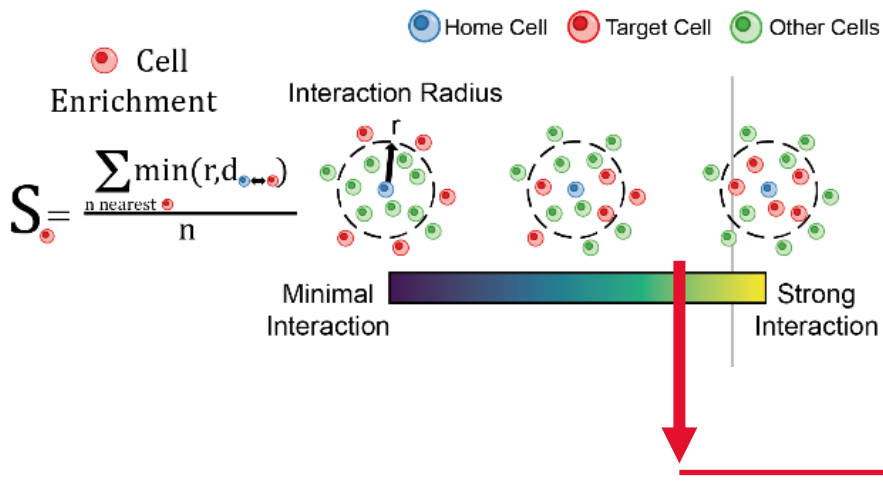 Home Cell Target Cell Other Cells
Cell
Enrichment
Interaction Radius
r
S = ∑ min(r,d )
n nearest
n
Minimal
Interaction
Strong
Interaction